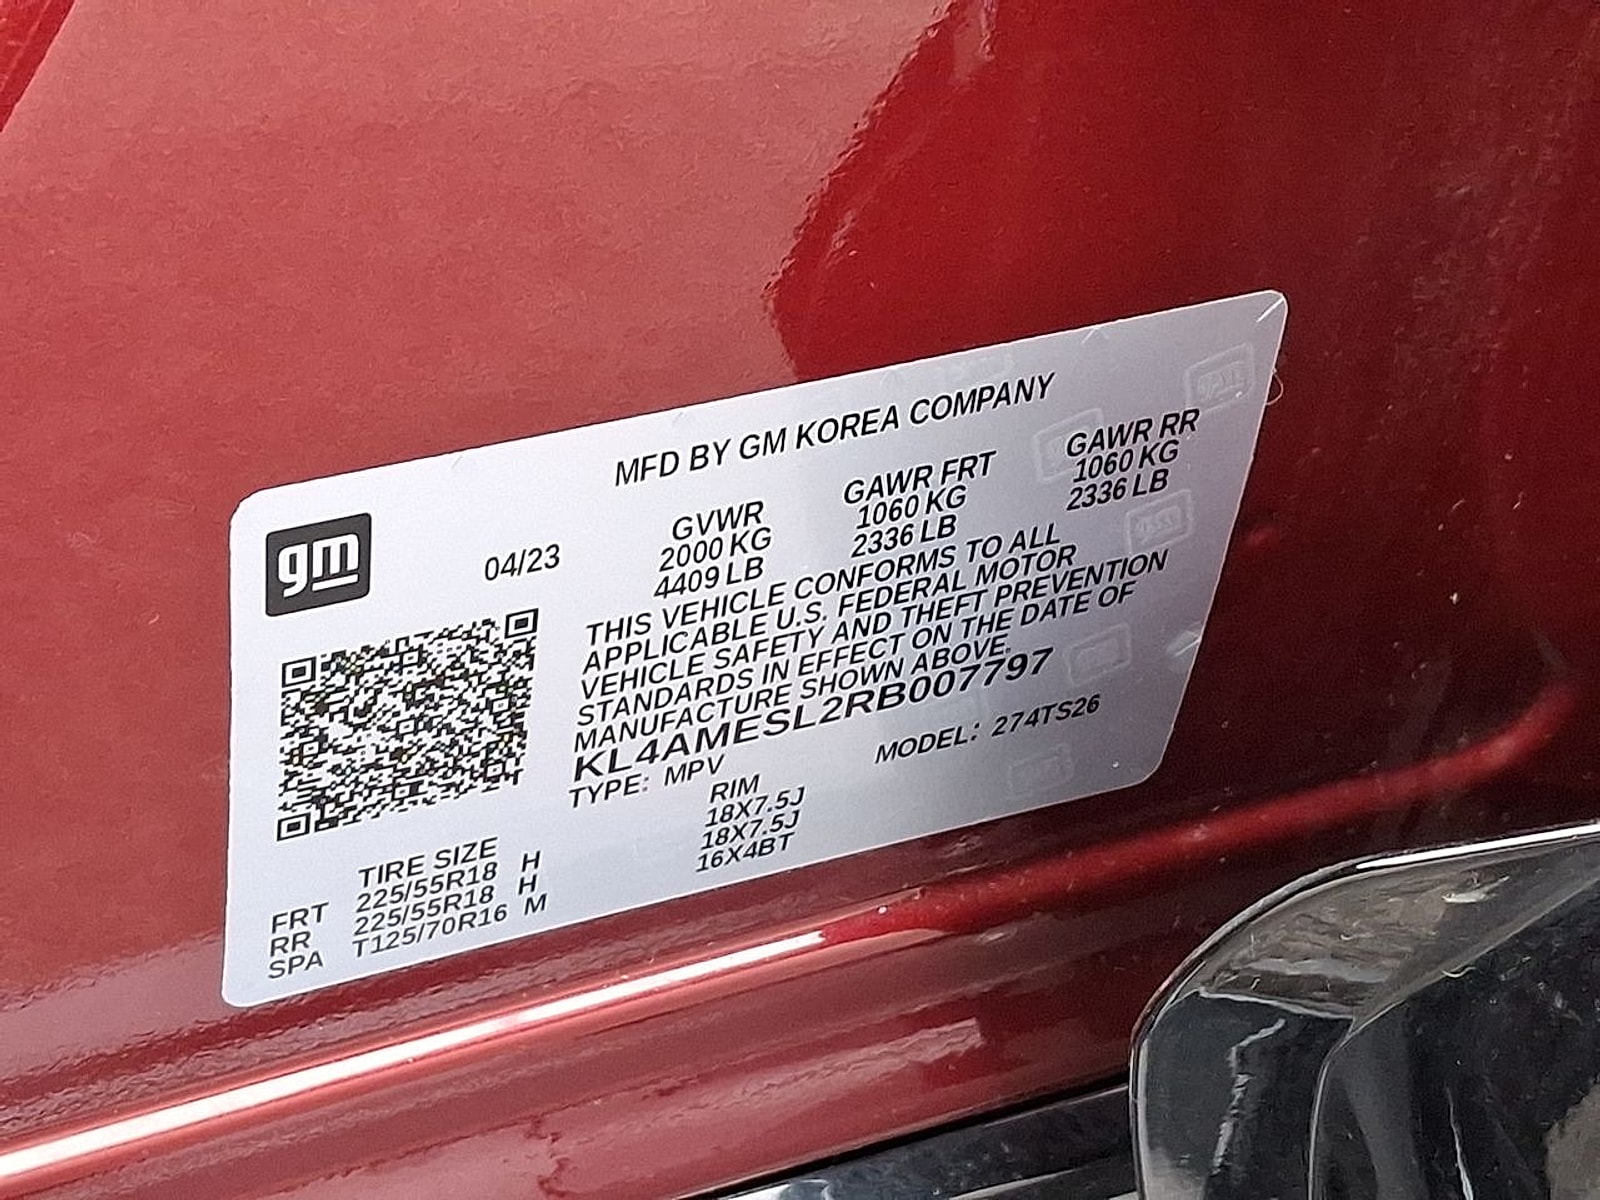 MFD BY GM KOREA COMPANY
gm
04/23
GVWR GAWR FRT GAWR RR
2000 KG 1060 KG 1060 KG
4409 LB 2336 LB 2336 LB
THIS VEHICLE CONFORMS TO ALL
APPLICABLE U.S. FEDERAL MOTOR
VEHICLE SAFETY AND THEFT PREVENTION
STANDARDS IN EFFECT ON THE DATE OF
MANUFACTURE SHOWN ABOVE.
KL4AMESL2RB007797
TYPE: MPV MODEL: 274TS26
TIRE SIZE RIM
FRT 225/55R18 H 18X7.5J
RR 225/55R18 H 18X7.5J
SPA T125/70R16 M 16X4BT